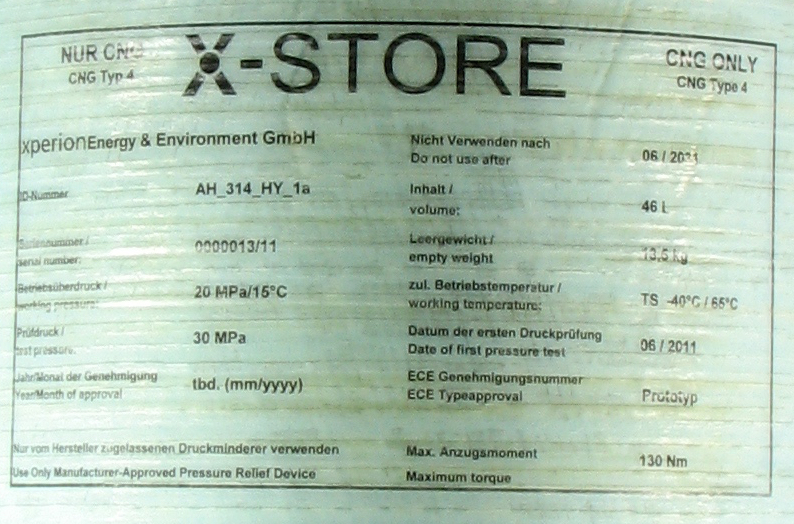 NUR CNG
CNG Typ 4
X-STORE
CNG ONLY
CNG Type 4
xperionEnergy & Environment GmbH
ID-Nummer AH_314_HY_1a
Seriennummer /
serial number: 0000013/11
Betriebsüberdruck /
working pressure: 20 MPa/15°C
Prüfdruck /
test pressure: 30 MPa
Jahr/Monat der Genehmigung
Year/Month of approval tbd. (mm/yyyy)
Nur vom Hersteller zugelassenen Druckminderer verwenden
Use Only Manufacturer-Approved Pressure Relief Device
Nicht Verwenden nach
Do not use after
Inhalt /
volume: 46 L
Leergewicht /
empty weight 13,5 kg
zul. Betriebstemperatur /
working temperature: TS -40°C / 65°C
Datum der ersten Druckprüfung
Date of first pressure test 06 / 2011
ECE Genehmigungsnummer
ECE Typeapproval Prototyp
Max. Anzugsmoment
Maximum torque 130 Nm